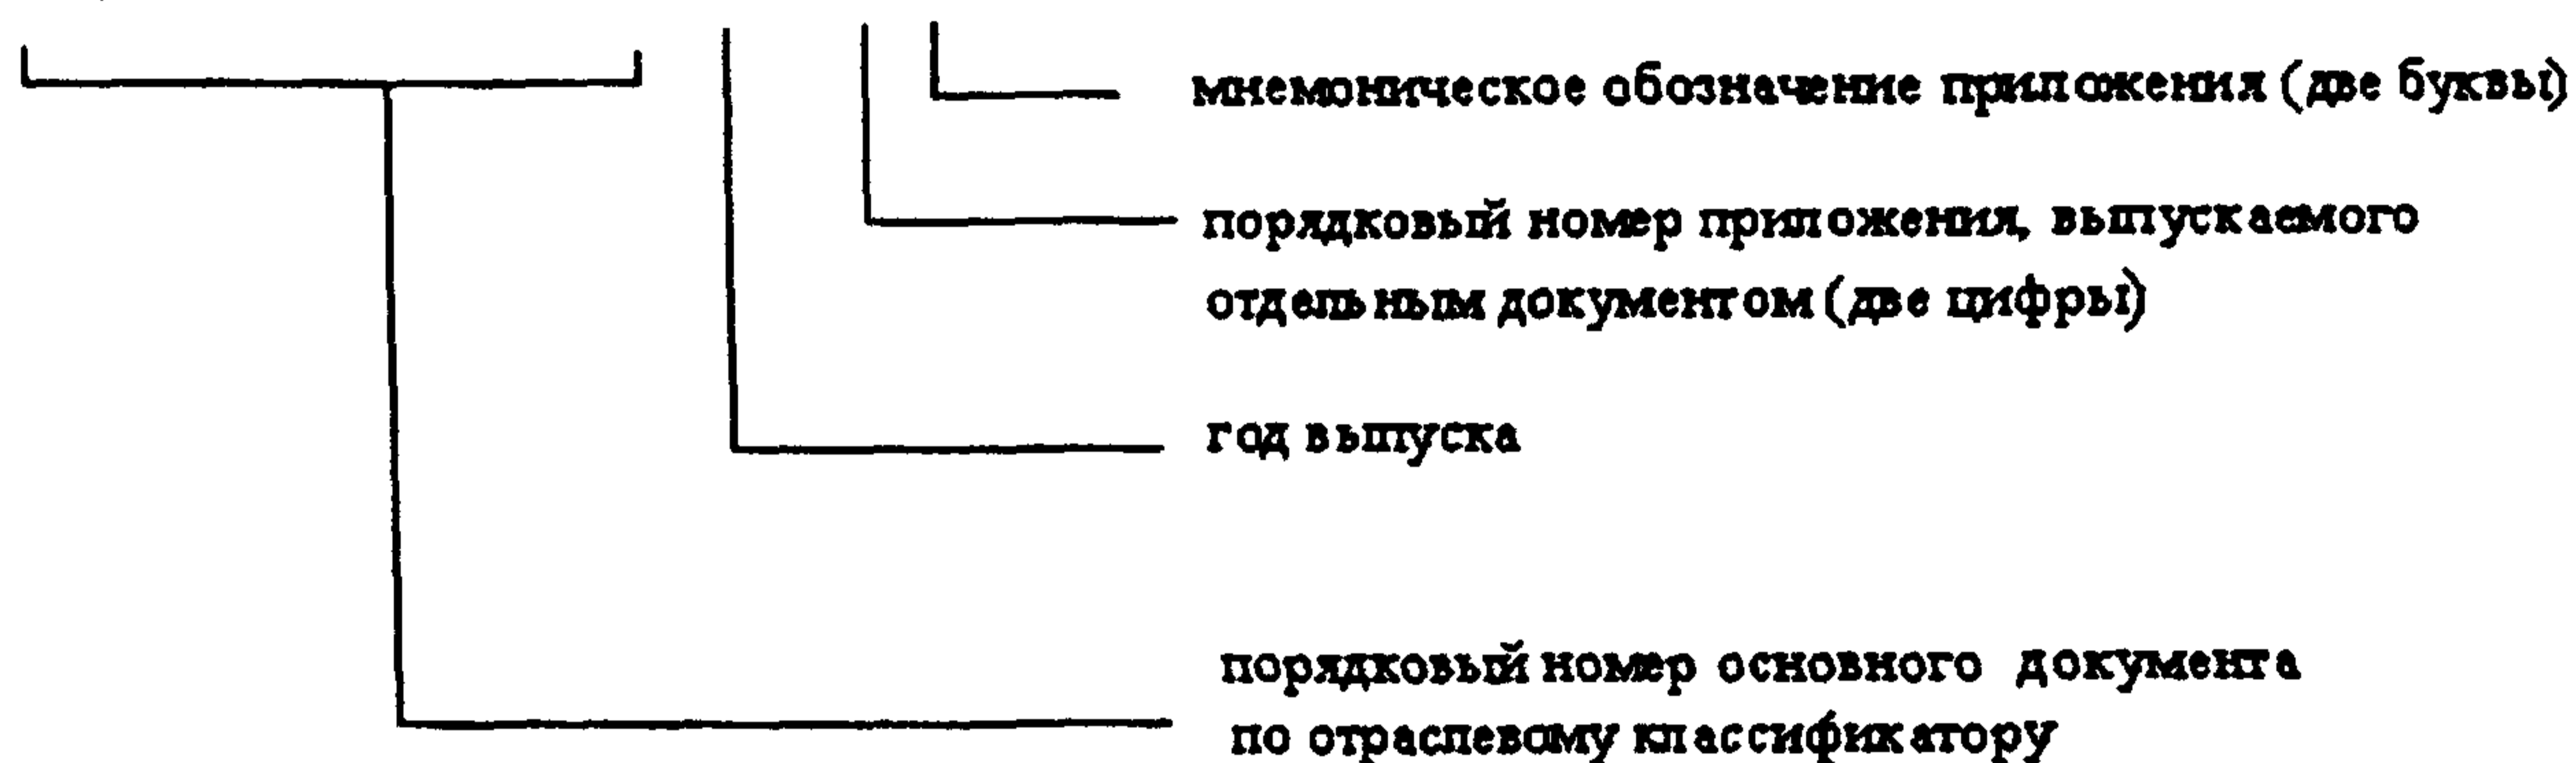 мнемоническое обозначение приложения (две буквы)
порядковый номер приложения, выпускаемого
отдельным документом (две цифры)
год выпуска
порядковый номер основного документа
по отраслевому классификатору